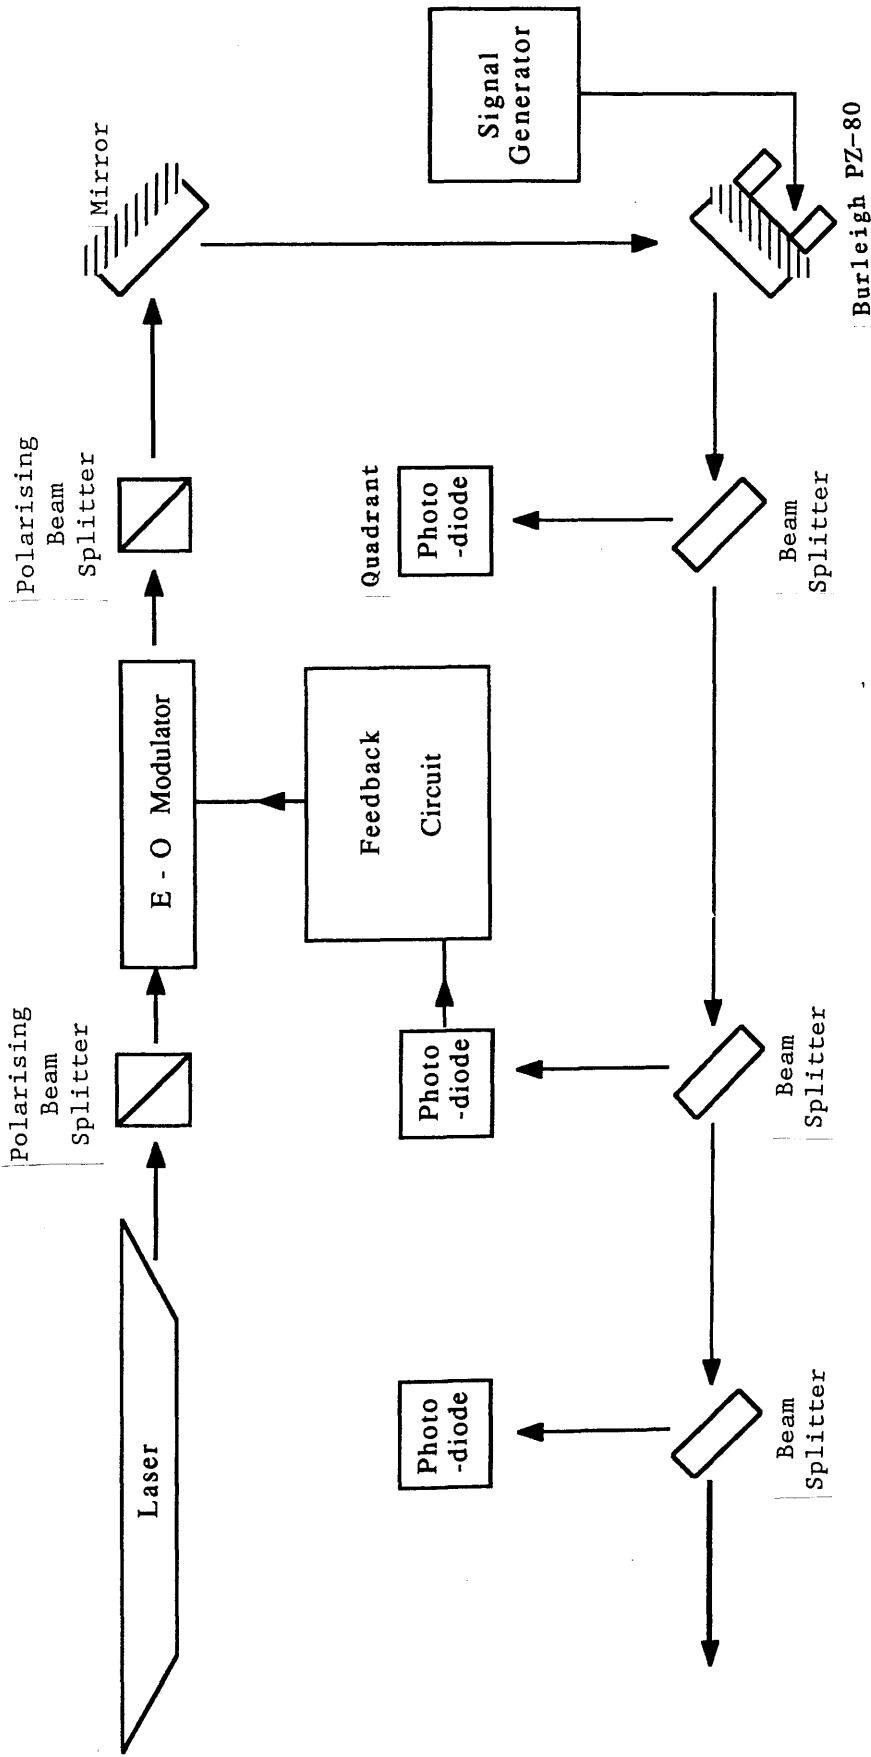 Laser
Polarising
Beam
Splitter
E - O Modulator
Polarising
Beam
Splitter
Mirror
Photo
-diode
Photo
-diode
Feedback
Circuit
Quadrant
Photo
-diode
Signal
Generator
Beam
Splitter
Beam
Splitter
Beam
Splitter
Burleigh PZ-80